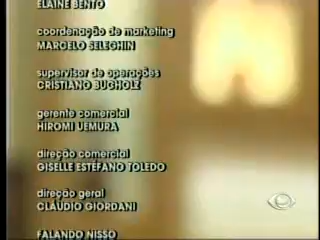 ELAINE BENTO
coordenação de marketing
MARCELO SELEGHIN
supervisor de operações
CRISTIANO BUCHOLZ
gerente comercial
HIROMI UEMURA
direção comercial
GISELLE ESTEFANO TOLEDO
direção geral
CLÁUDIO GIORDANI
FALANDO NISSO